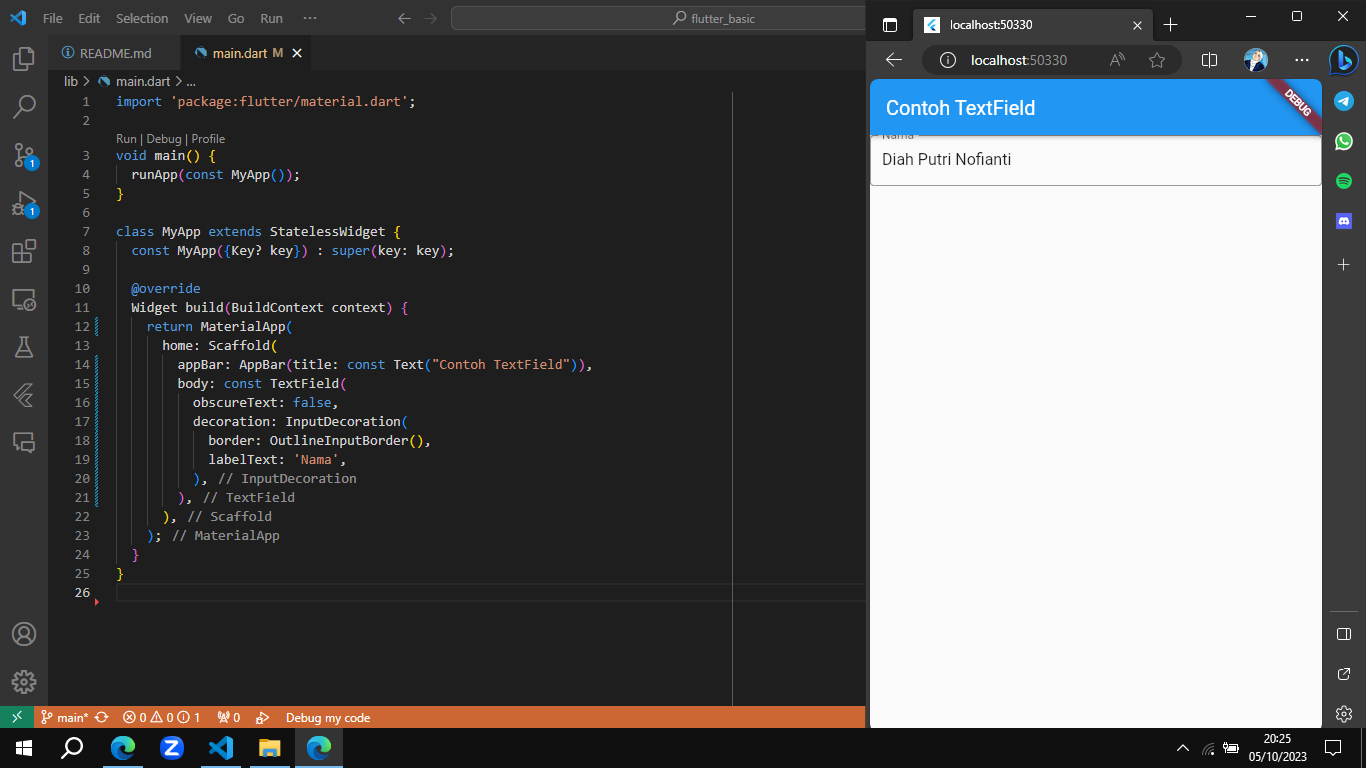 File Edit Selection View Go Run ···
flutter_basic
README.md
main.dart M
lib > main.dart > ...
1 import 'package:flutter/material.dart';
2
Run | Debug | Profile
3 void main() {
4 runApp(const MyApp());
5 }
6
7 class MyApp extends StatelessWidget {
8 const MyApp({Key? key}) : super(key: key);
9
10 @override
11 Widget build(BuildContext context) {
12 return MaterialApp(
13 home: Scaffold(
14 appBar: AppBar(title: const Text("Contoh TextField")),
15 body: const TextField(
16 obscureText: false,
17 decoration: InputDecoration(
18 border: OutlineInputBorder(),
19 labelText: 'Nama',
20 ), // InputDecoration
21 ), // TextField
22 ), // Scaffold
23 ); // MaterialApp
24 }
25 }
26
1
1
main* 0 0 1 0 Debug my code
localhost:50330
localhost:50330
Contoh TextField
DEBUG
Nama
Diah Putri Nofianti
20:25
05/10/2023